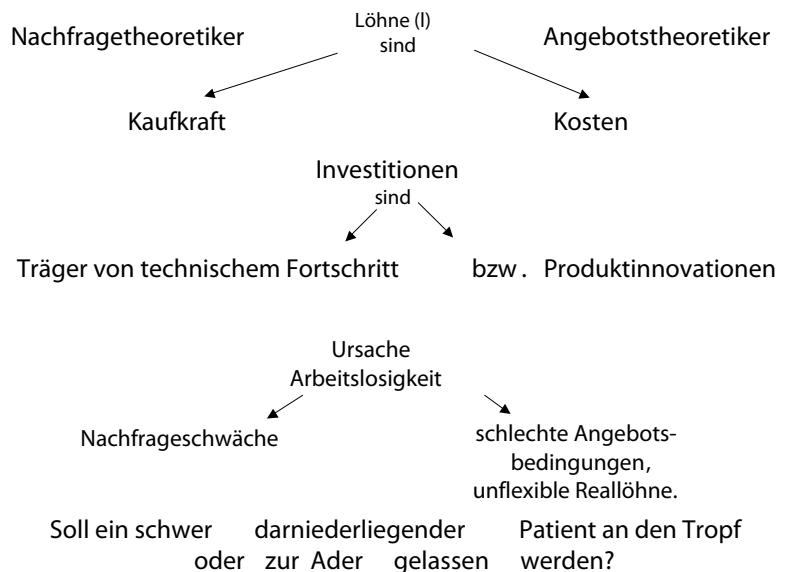 Nachfragetheoretiker
Löhne (l)
sind
Angebotstheoretiker
Kaufkraft
Kosten
Investitionen
sind
Träger von technischem Fortschritt bzw. Produktinnovationen
Ursache
Arbeitslosigkeit
Nachfrageschwäche
schlechte Angebots-
bedingungen,
unflexible Reallöhne.
Soll ein schwer darniederliegender Patient an den Tropf
oder zur Ader gelassen werden?